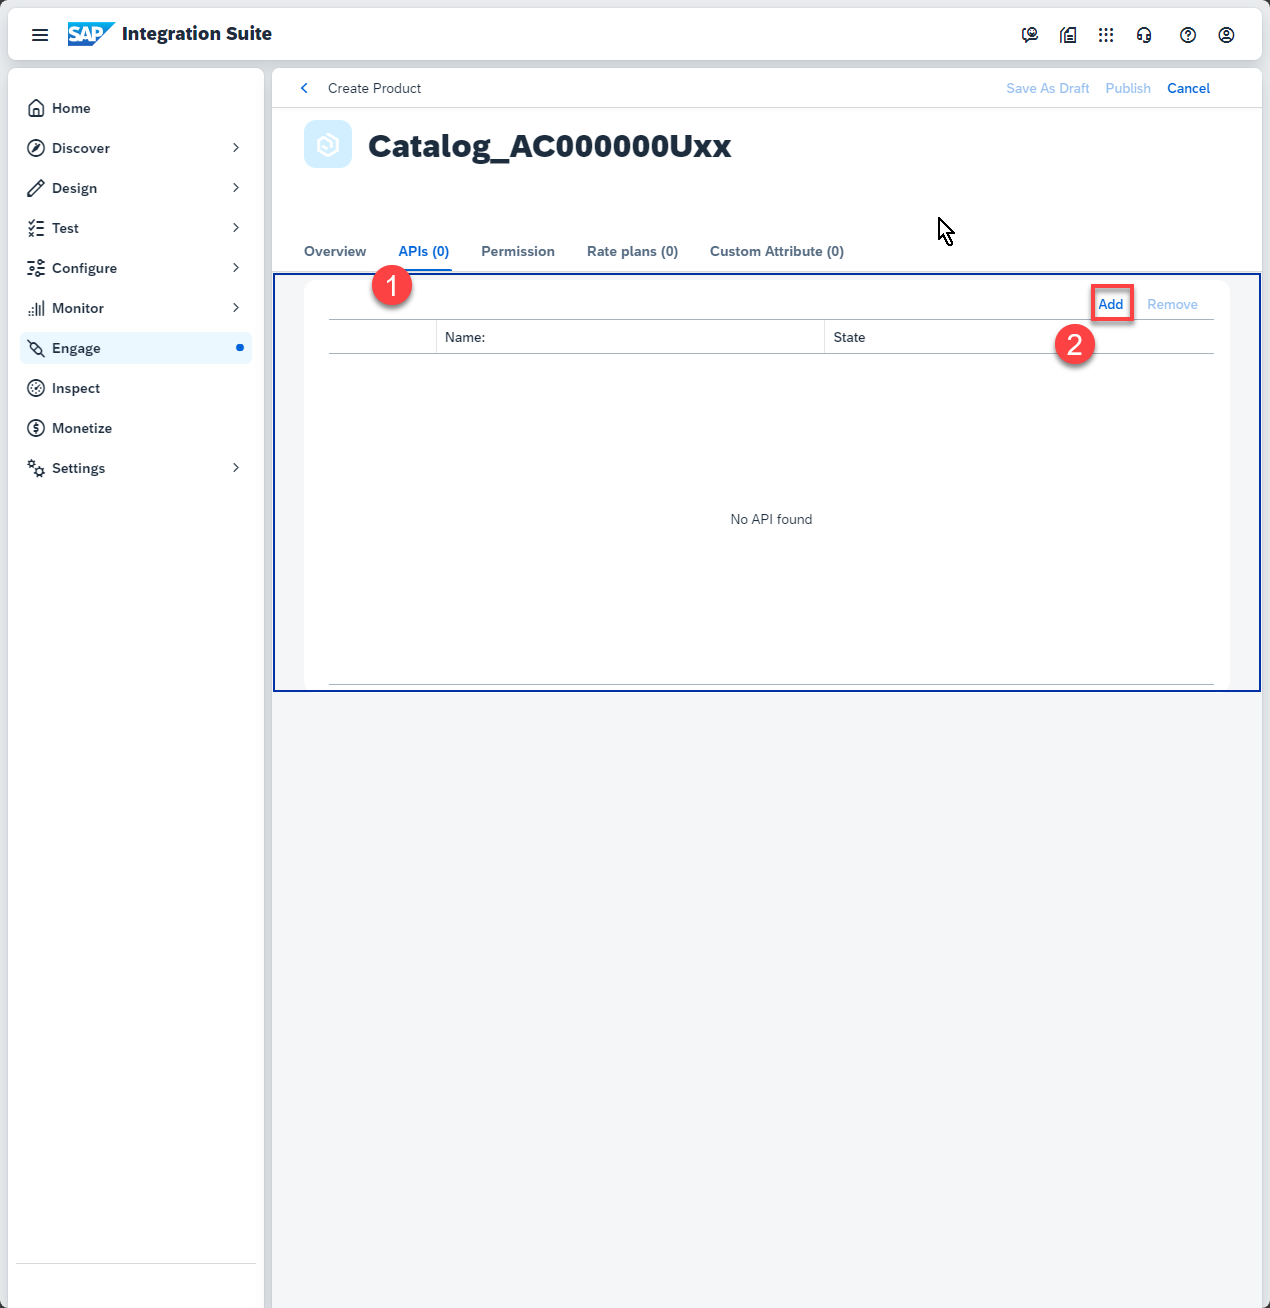 SAP Integration Suite
Create Product
Save As Draft Publish Cancel
Home
Discover
Design
Test
Configure
Monitor
Engage
Inspect
Monetize
Settings
Catalog_AC000000Uxx
Overview APIs (0) Permission Rate plans (0) Custom Attribute (0)
1
Add Remove
2
Name: State
No API found